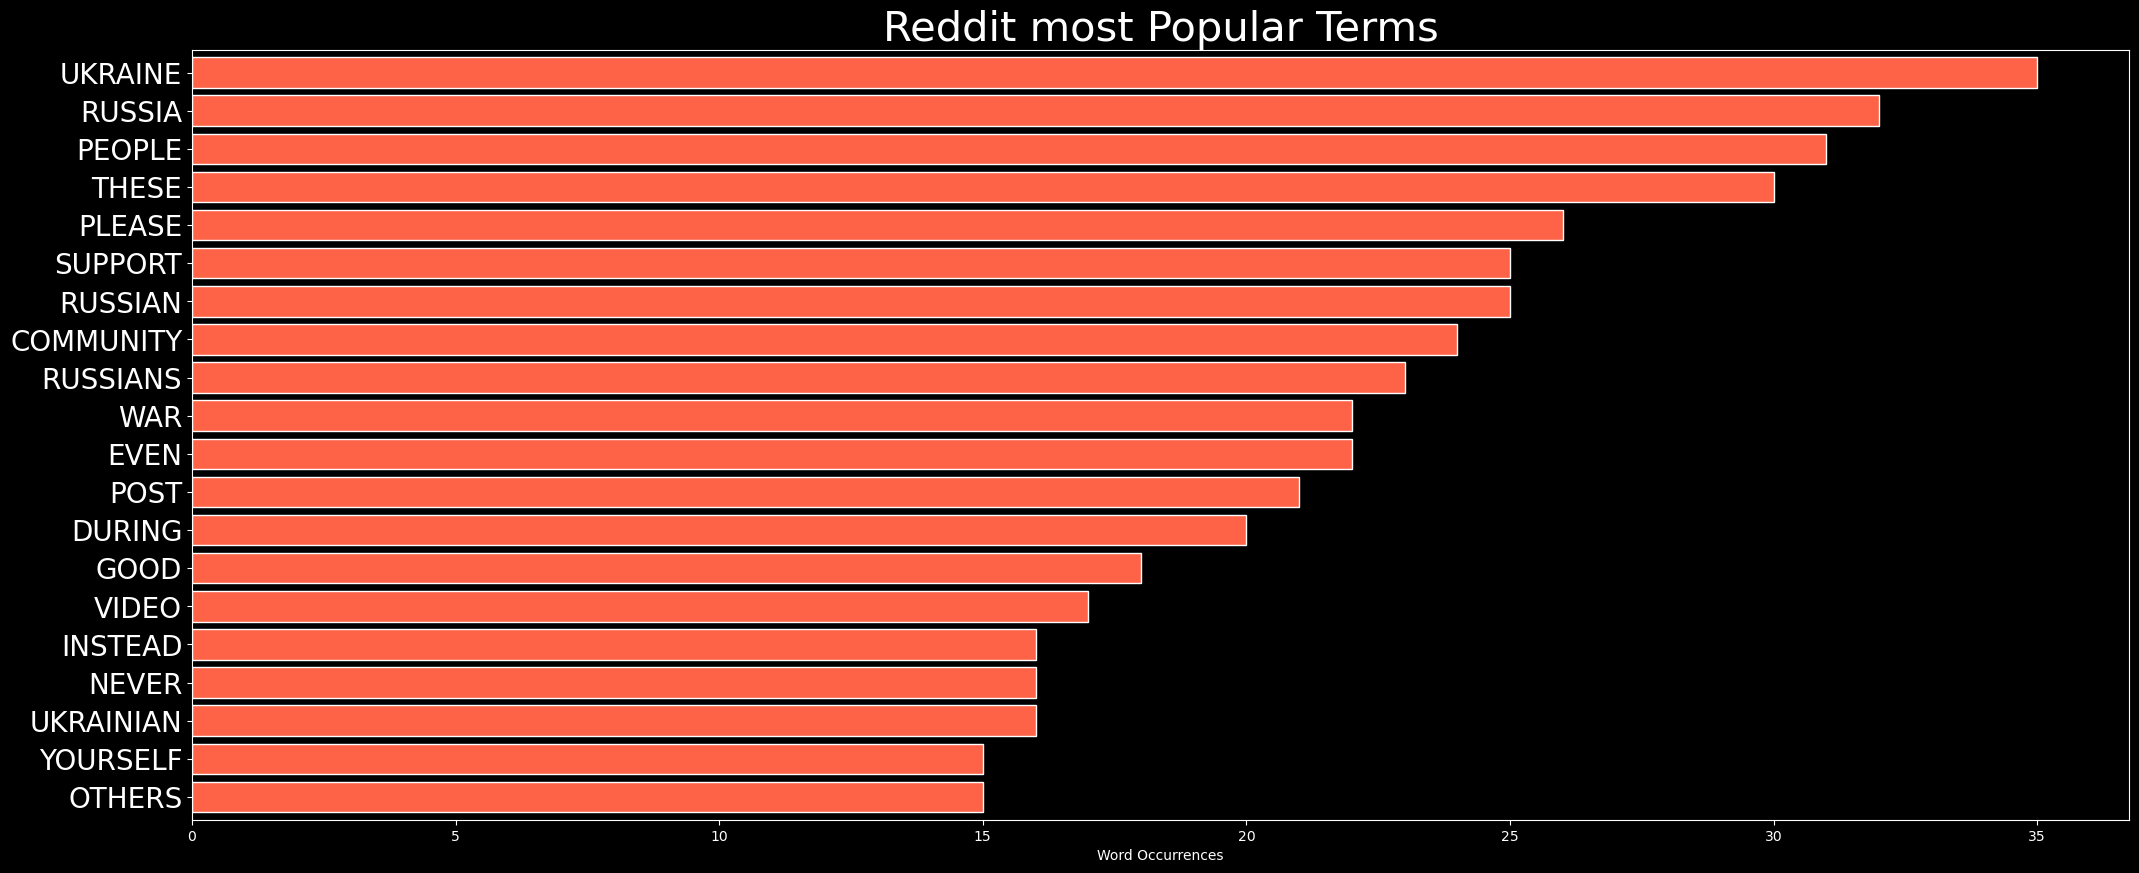 Reddit most Popular Terms
UKRAINE
RUSSIA
PEOPLE
THESE
PLEASE
SUPPORT
RUSSIAN
COMMUNITY
RUSSIANS
WAR
EVEN
POST
DURING
GOOD
VIDEO
INSTEAD
NEVER
UKRAINIAN
YOURSELF
OTHERS
0 5 10 15 20 25 30 35
Word Occurrences